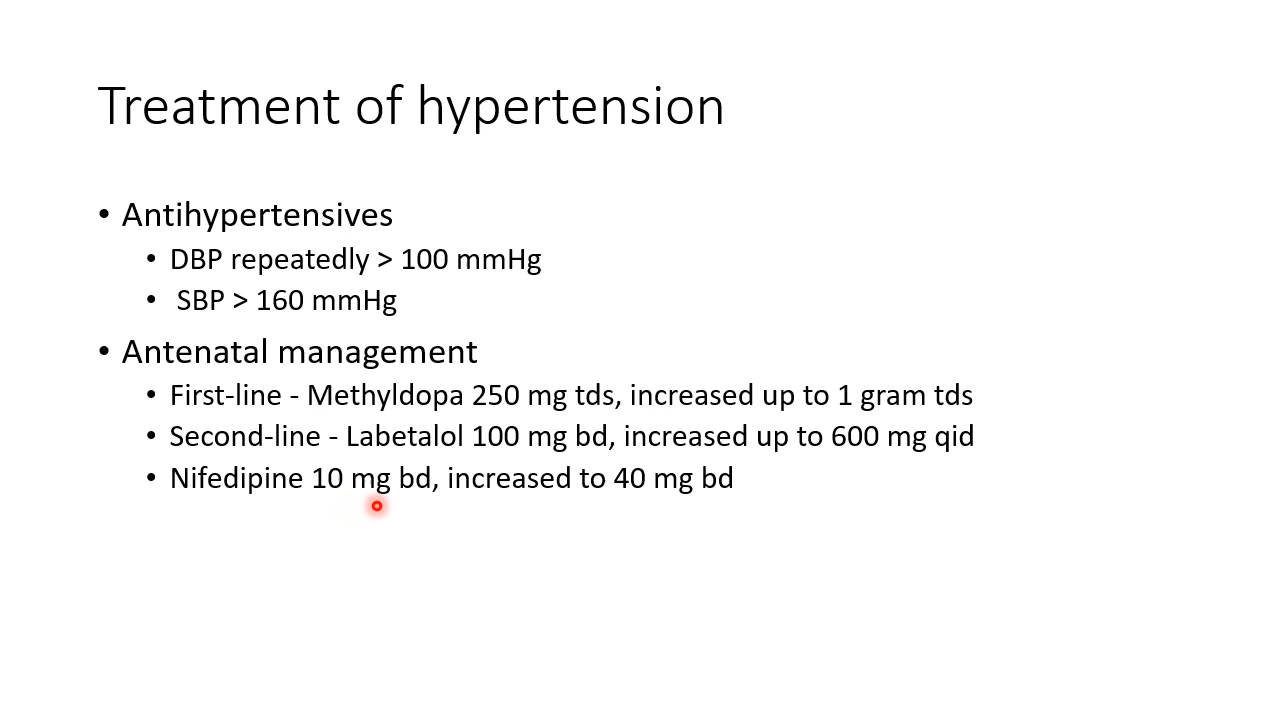 Treatment of hypertension
• Antihypertensives
• DBP repeatedly > 100 mmHg
• SBP > 160 mmHg
• Antenatal management
• First-line - Methyldopa 250 mg tds, increased up to 1 gram tds
• Second-line - Labetalol 100 mg bd, increased up to 600 mg qid
• Nifedipine 10 mg bd, increased to 40 mg bd